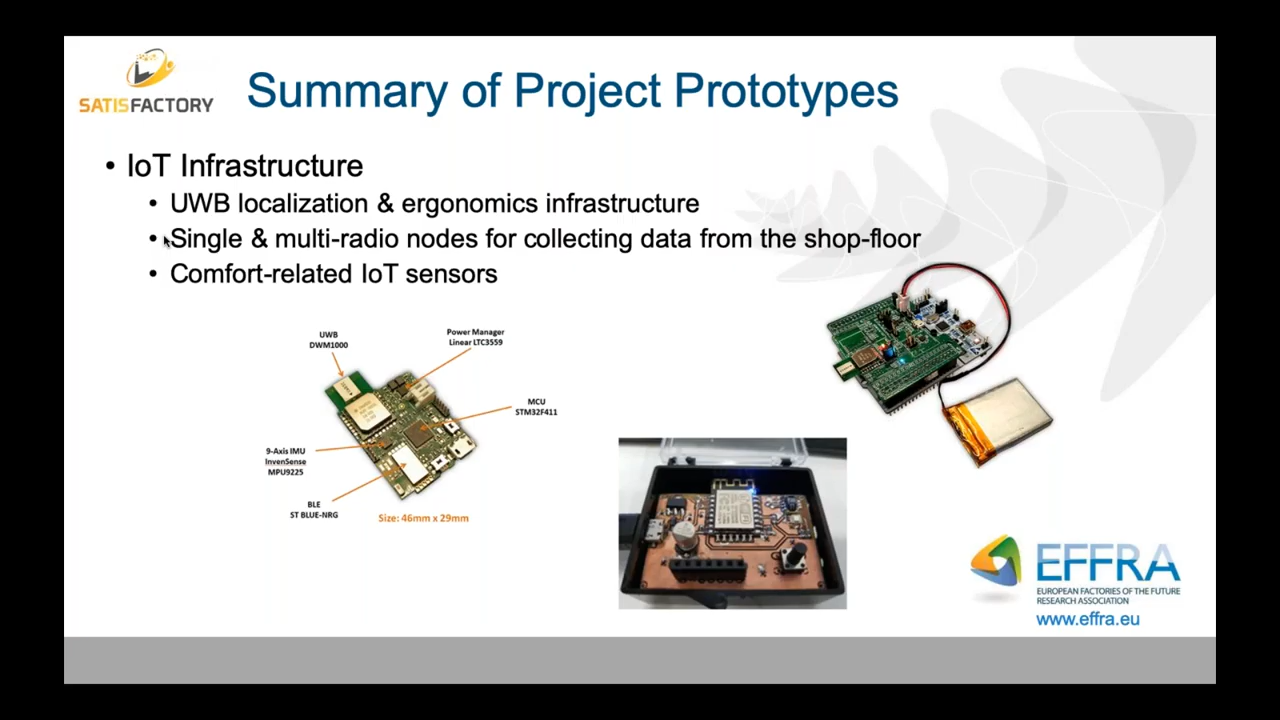 SATISFACTORY
Summary of Project Prototypes
• IoT Infrastructure
• UWB localization & ergonomics infrastructure
• Single & multi-radio nodes for collecting data from the shop-floor
• Comfort-related IoT sensors
UWB
DWM1000
Power Manager
Linear LTC3559
MCU
STM32F411
9-Axis IMU
InvenSense
MPU9225
BLE
ST BLUE-NRG
Size: 46mm x 29mm
EFFRA
EUROPEAN FACTORIES OF THE FUTURE
RESEARCH ASSOCIATION
www.effra.eu